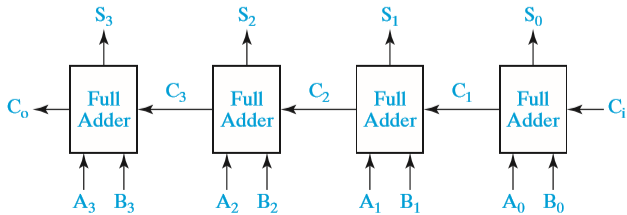 S₃ S₂ S₁ S₀
C₃ C₂ C₁
Cₒ Full Full Full Full Cᵢ
Adder Adder Adder Adder
A₃ B₃ A₂ B₂ A₁ B₁ A₀ B₀